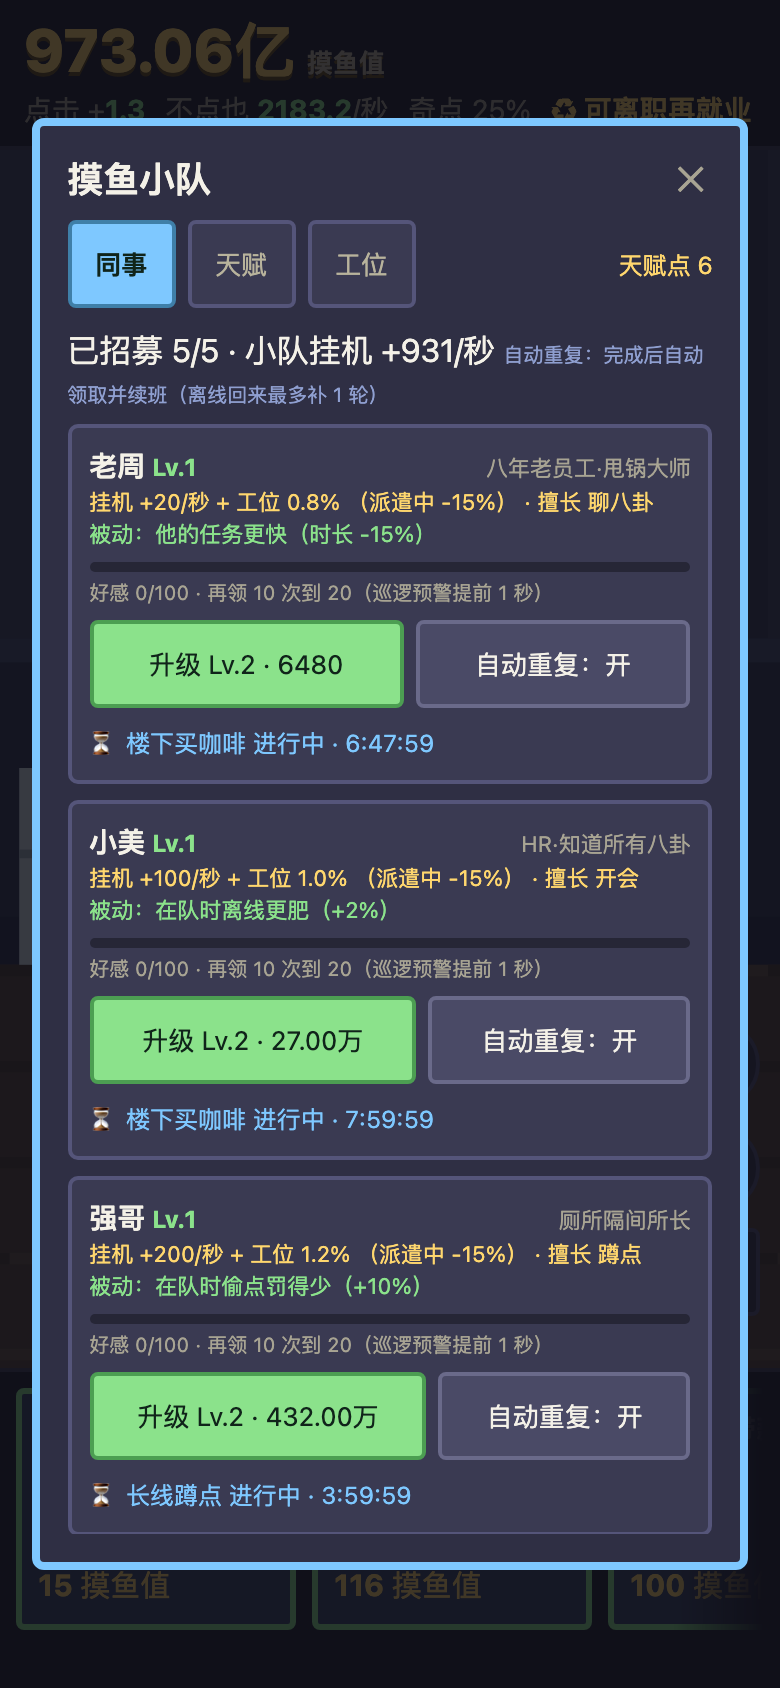 973.06亿 摸鱼值
点击 +1.3 不点也 2183.2/秒 奇点 25% ♻ 可离职再就业
摸鱼小队 ×
同事 天赋 工位 天赋点 6
已招募 5/5 · 小队挂机 +931/秒 自动重复：完成后自动
领取并续班（离线回来最多补 1 轮）
老周 Lv.1 八年老员工·甩锅大师
挂机 +20/秒 + 工位 0.8% （派遣中 -15%） · 擅长 聊八卦
被动：他的任务更快（时长 -15%）
好感 0/100 · 再领 10 次到 20（巡逻预警提前 1 秒）
升级 Lv.2 · 6480 自动重复：开
⏳ 楼下买咖啡 进行中 · 6:47:59
小美 Lv.1 HR·知道所有八卦
挂机 +100/秒 + 工位 1.0% （派遣中 -15%） · 擅长 开会
被动：在队时离线更肥（+2%）
好感 0/100 · 再领 10 次到 20（巡逻预警提前 1 秒）
升级 Lv.2 · 27.00万 自动重复：开
⏳ 楼下买咖啡 进行中 · 7:59:59
强哥 Lv.1 厕所隔间所长
挂机 +200/秒 + 工位 1.2% （派遣中 -15%） · 擅长 蹲点
被动：在队时偷点罚得少（+10%）
好感 0/100 · 再领 10 次到 20（巡逻预警提前 1 秒）
升级 Lv.2 · 432.00万 自动重复：开
⏳ 长线蹲点 进行中 · 3:59:59
15 摸鱼值 116 摸鱼值 100 摸鱼